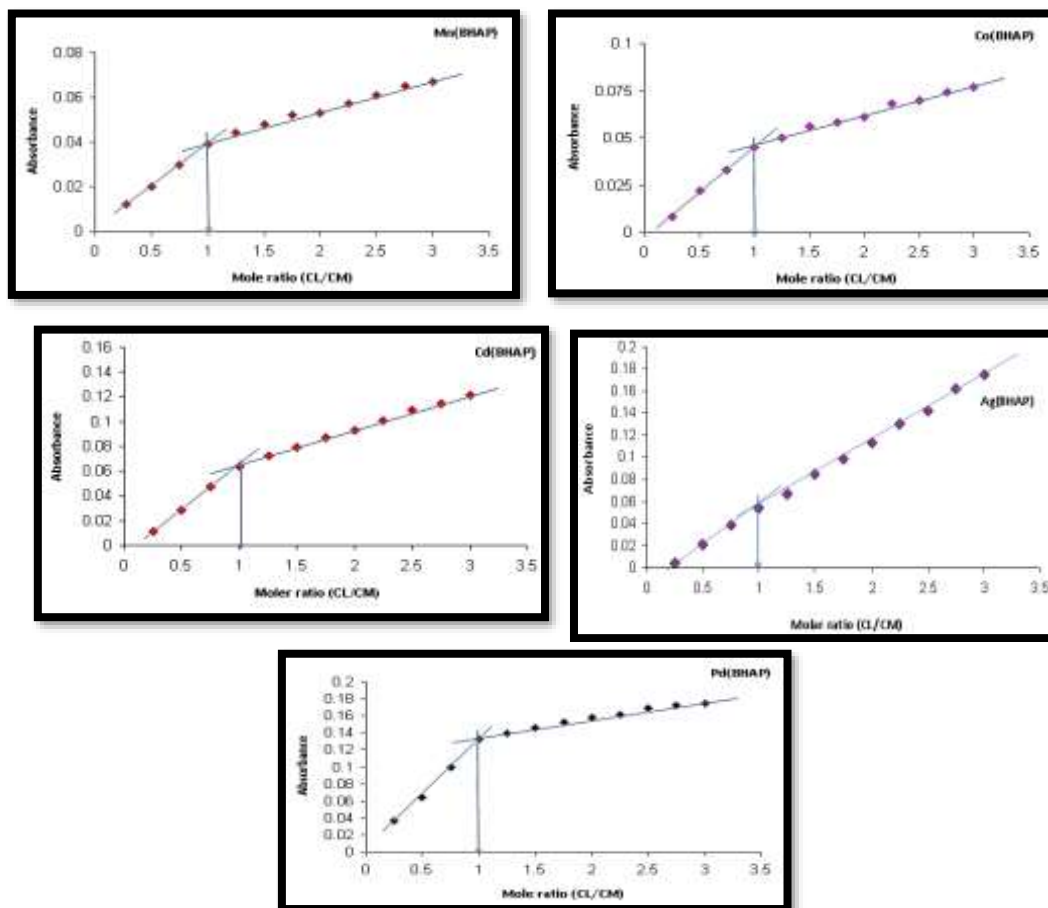 Mn(BHAP)
0.08
0.06
0.04
0.02
0
0 0.5 1 1.5 2 2.5 3 3.5
Absorbance
Mole ratio (CL/CM)
Co(BHAP)
0.1
0.075
0.05
0.025
0
0 0.5 1 1.5 2 2.5 3 3.5
Absorbance
Mole ratio (CL/CM)
Cd(BHAP)
0.16
0.14
0.12
0.1
0.08
0.06
0.04
0.02
0
0 0.5 1 1.5 2 2.5 3 3.5
Absorbance
Moler ratio (CL/CM)
Ag(BHAP)
0.2
0.18
0.16
0.14
0.12
0.1
0.08
0.06
0.04
0.02
0
0 0.5 1 1.5 2 2.5 3 3.5
Absorbance
Molar ratio (CL/CM)
Pd(BHAP)
0.2
0.18
0.16
0.14
0.12
0.1
0.08
0.06
0.04
0.02
0
0 0.5 1 1.5 2 2.5 3 3.5
Absorbance
Mole ratio (CL/CM)